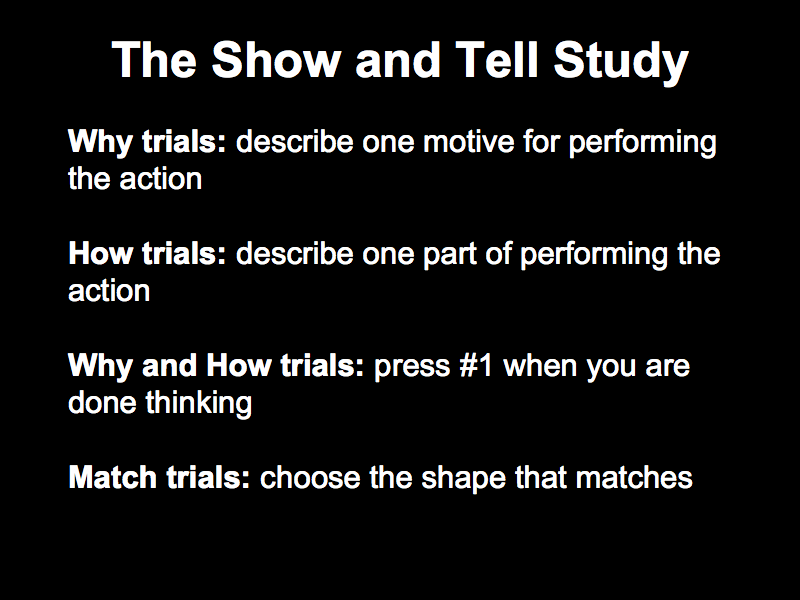 The Show and Tell Study
Why trials: describe one motive for performing
the action
How trials: describe one part of performing the
action
Why and How trials: press #1 when you are
done thinking
Match trials: choose the shape that matches